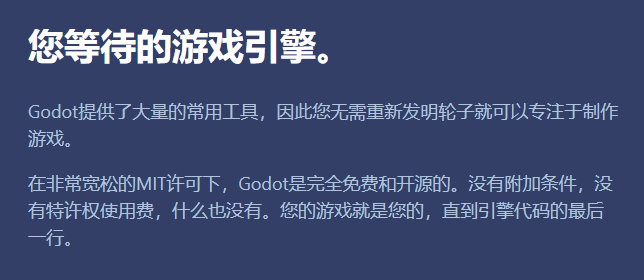 您等待的游戏引擎。
Godot提供了大量的常用工具，因此您无需重新发明轮子就可以专注于制作
游戏。
在非常宽松的MIT许可下，Godot是完全免费和开源的。没有附加条件，没
有特许权使用费，什么也没有。您的游戏就是您的，直到引擎代码的最后
一行。